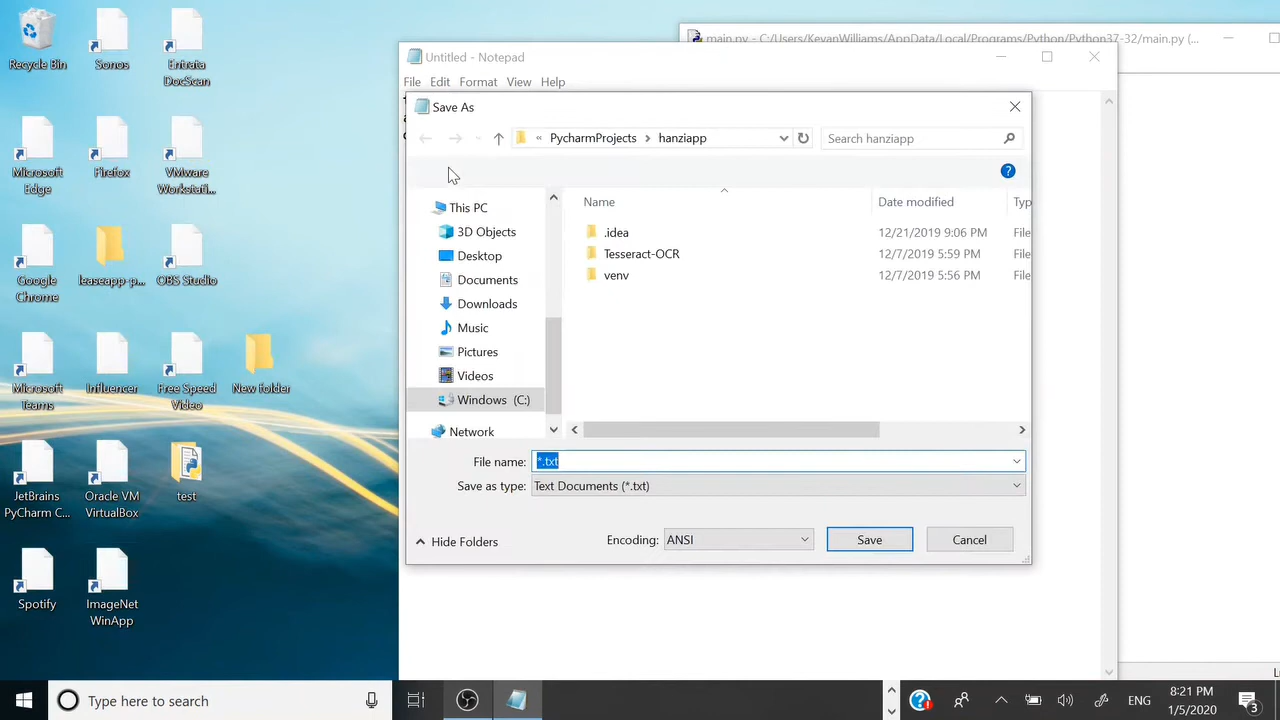 Recycle Bin
Sonos
Entrata
DocScan
Microsoft
Edge
Firefox
VMware
Workstati...
Google
Chrome
leaseapp-p...
OBS Studio
Microsoft
Teams
Influencer
Free Speed
Video
New folder
JetBrains
PyCharm C...
Oracle VM
VirtualBox
test
Spotify
ImageNet
WinApp
main.py - C:/Users/KevanWilliams/AppData/Local/Programs/Python/Python37-32/main.py (...
Untitled - Notepad
File Edit Format View Help
Save As
« PycharmProjects › hanziapp
Search hanziapp
This PC
3D Objects
Desktop
Documents
Downloads
Music
Pictures
Videos
Windows (C:)
Network
Name Date modified Typ
.idea 12/21/2019 9:06 PM File
Tesseract-OCR 12/7/2019 5:59 PM File
venv 12/7/2019 5:56 PM File
File name: *.txt
Save as type: Text Documents (*.txt)
Hide Folders
Encoding: ANSI
Save
Cancel
Type here to search
ENG
8:21 PM
1/5/2020
3